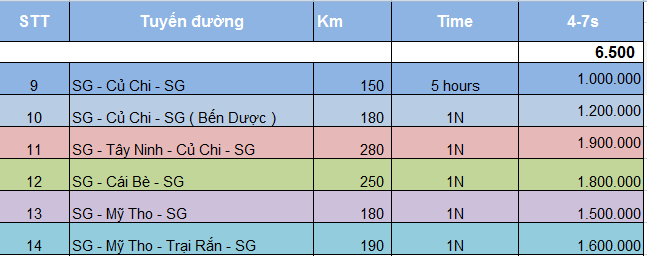 STT Tuyến đường Km Time 4-7s
6.500
9 SG - Củ Chi - SG 150 5 hours 1.000.000
10 SG - Củ Chi - SG ( Bến Dược ) 180 1N 1.200.000
11 SG - Tây Ninh - Củ Chi - SG 280 1N 1.900.000
12 SG - Cái Bè - SG 250 1N 1.800.000
13 SG - Mỹ Tho - SG 180 1N 1.500.000
14 SG - Mỹ Tho - Trại Rắn - SG 190 1N 1.600.000